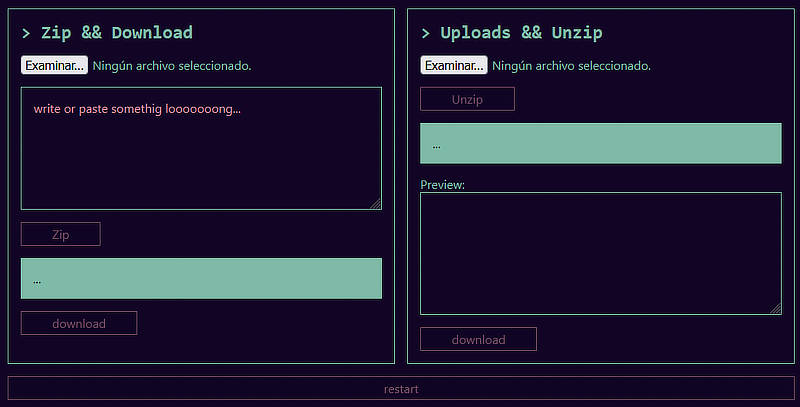 > Zip && Download
Examinar... Ningún archivo seleccionado.
write or paste somethig looooooong...
Zip
...
download
> Uploads && Unzip
Examinar... Ningún archivo seleccionado.
Unzip
...
Preview:
download
restart